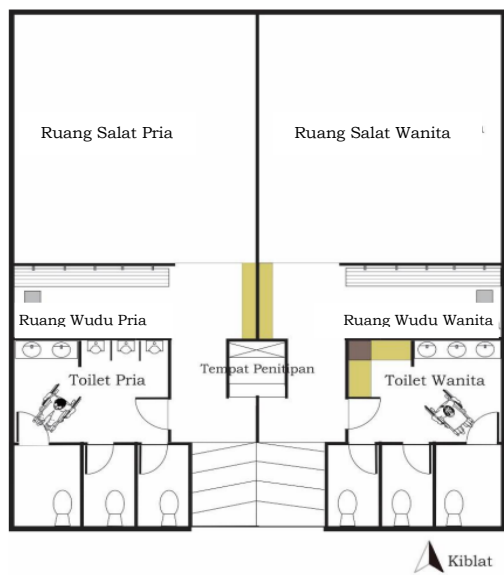 Ruang Salat Pria
Ruang Salat Wanita
Ruang Wudu Pria
Ruang Wudu Wanita
Tempat Penitipan
Toilet Pria
Toilet Wanita
Kiblat